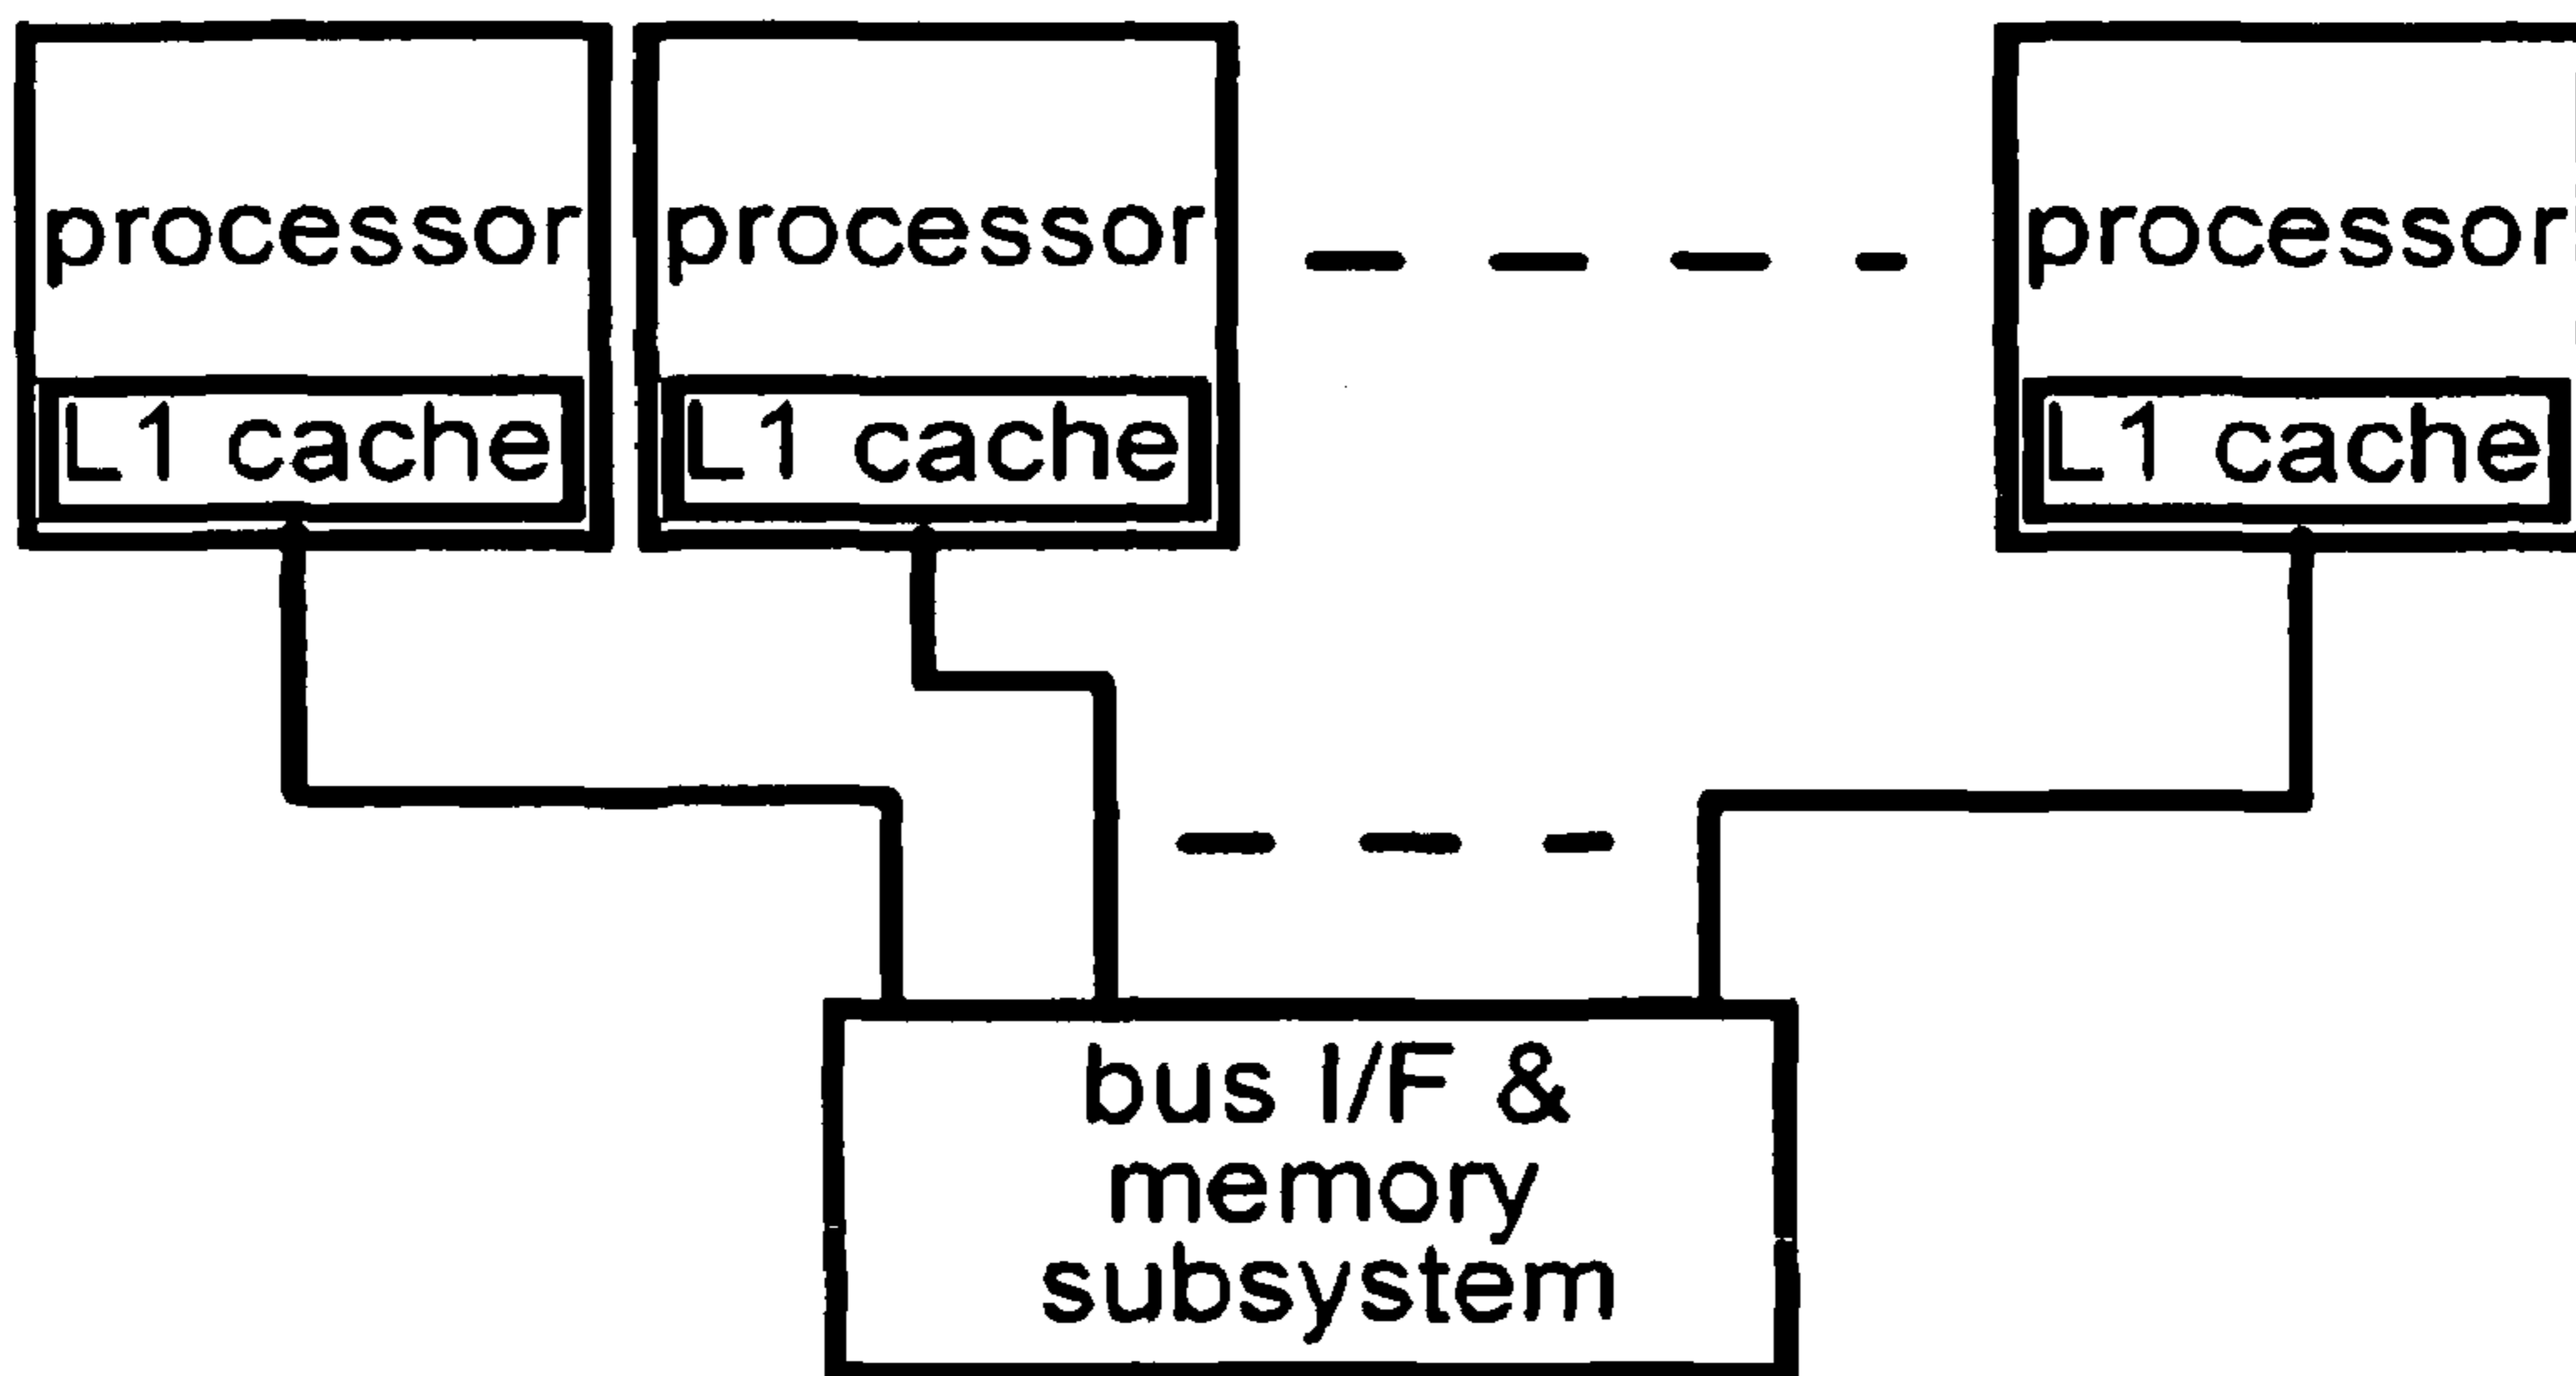 processor
processor
processor
L1 cache
L1 cache
L1 cache
bus I/F &
memory
subsystem